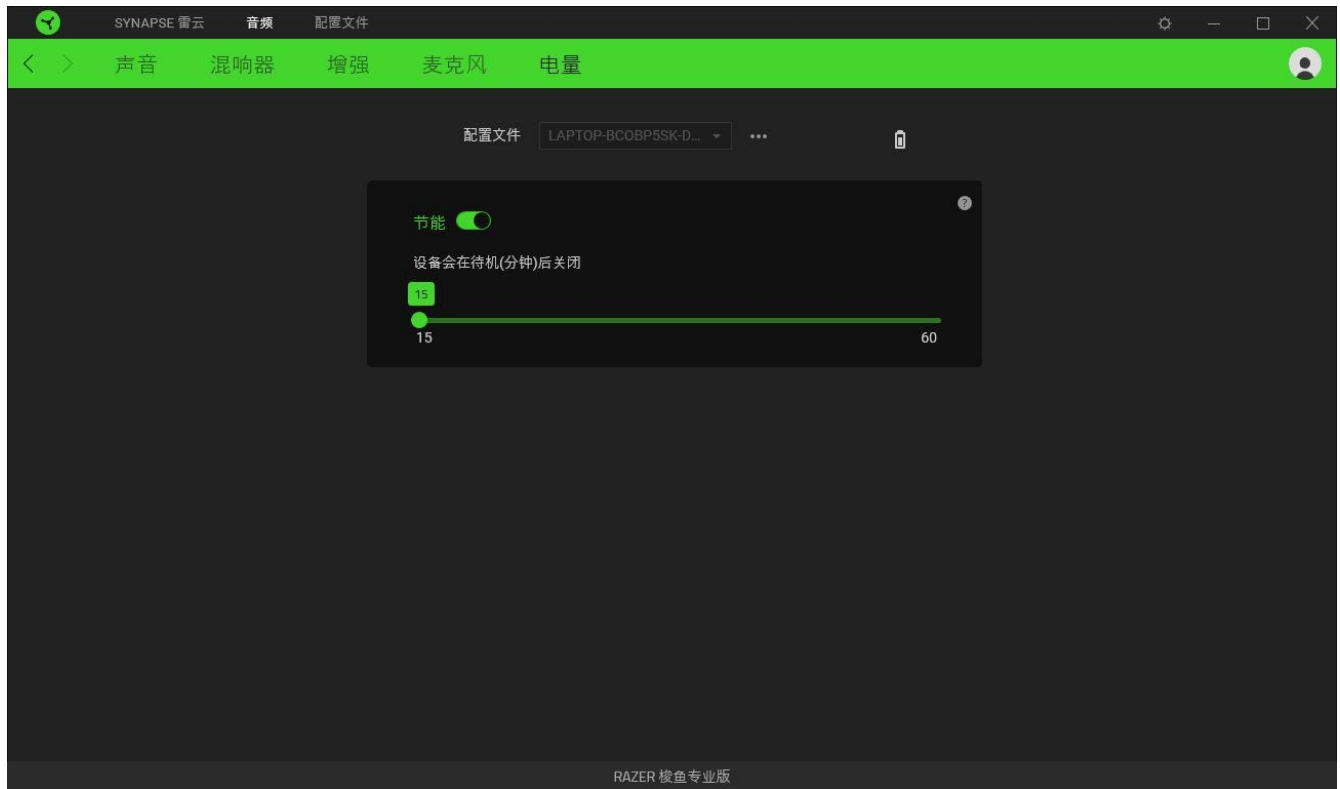 SYNAPSE 雷云 音频 配置文件
声音 混响器 增强 麦克风 电量
配置文件 LAPTOP-BCOBP5SK-D... •••
节能
?
设备会在待机(分钟)后关闭
15
15 60
RAZER 梭鱼专业版